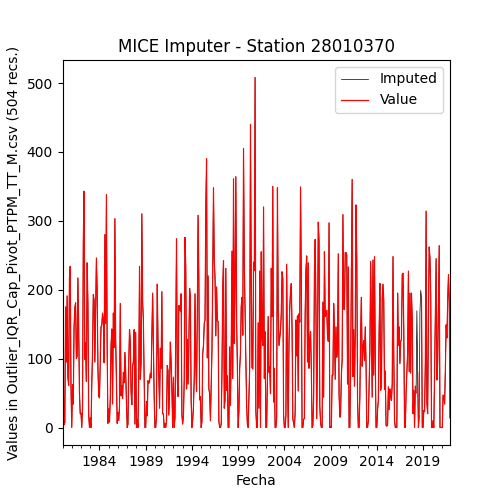 MICE Imputer - Station 28010370
Imputed
Value
Values in Outlier_IQR_Cap_Pivot_PTPM_TT_M.csv (504 recs.)
500
400
300
200
100
0
1984 1989 1994 1999 2004 2009 2014 2019
Fecha